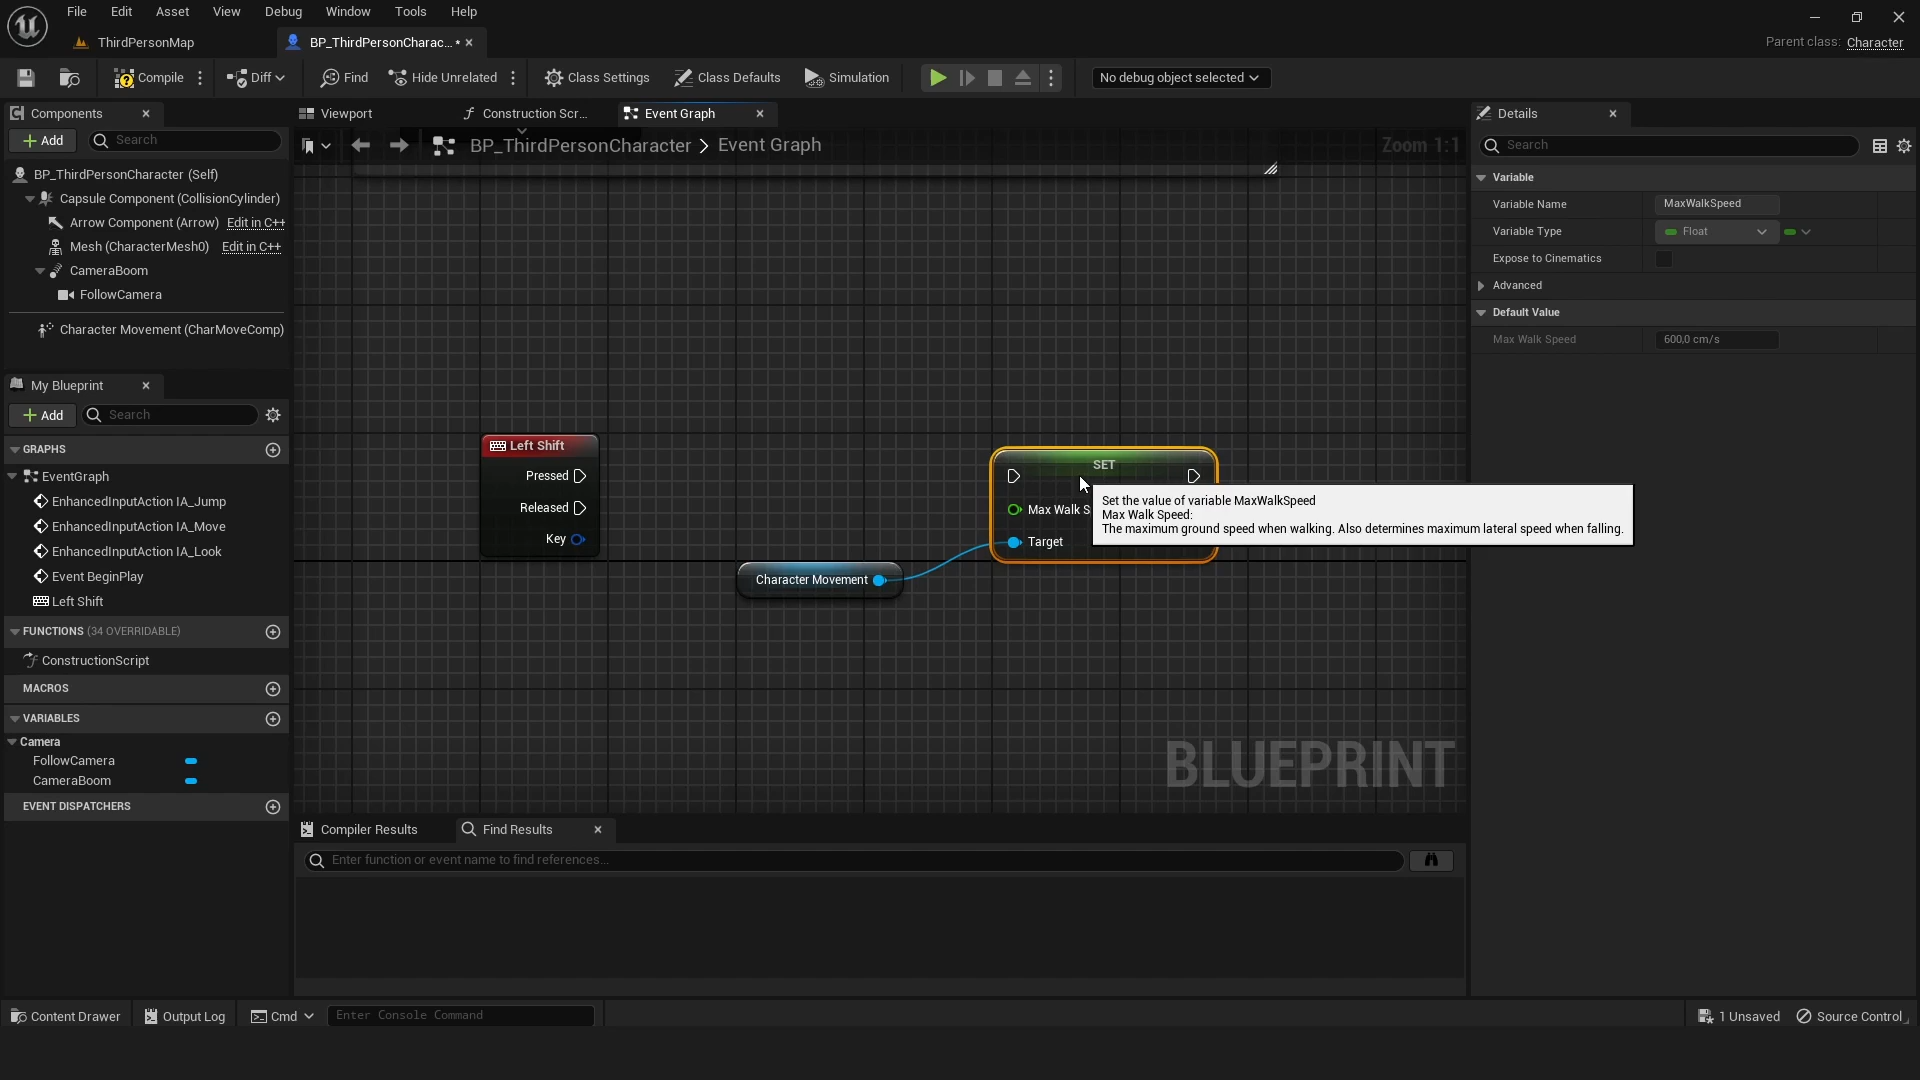 File Edit Asset View Debug Window Tools Help
ThirdPersonMap
BP_ThirdPersonCharac... •
Parent class: Character
Compile
Diff
Find
Hide Unrelated
Class Settings
Class Defaults
Simulation
No debug object selected
Components
Add
Search
BP_ThirdPersonCharacter (Self)
Capsule Component (CollisionCylinder)
Arrow Component (Arrow) Edit in C++
Mesh (CharacterMesh0) Edit in C++
CameraBoom
FollowCamera
Character Movement (CharMoveComp)
My Blueprint
Add
Search
GRAPHS
EventGraph
EnhancedInputAction IA_Jump
EnhancedInputAction IA_Move
EnhancedInputAction IA_Look
Event BeginPlay
Left Shift
FUNCTIONS (34 OVERRIDABLE)
ConstructionScript
MACROS
VARIABLES
Camera
FollowCamera
CameraBoom
EVENT DISPATCHERS
Viewport
Construction Scr...
Event Graph
BP_ThirdPersonCharacter > Event Graph
Zoom 1:1
Left Shift
Pressed
Released
Key
Character Movement
SET
Max Walk S
Target
Set the value of variable MaxWalkSpeed
Max Walk Speed:
The maximum ground speed when walking. Also determines maximum lateral speed when falling.
BLUEPRINT
Compiler Results
Find Results
Enter function or event name to find references...
Details
Search
Variable
Variable Name MaxWalkSpeed
Variable Type Float
Expose to Cinematics
Advanced
Default Value
Max Walk Speed 600,0 cm/s
Content Drawer
Output Log
Cmd
Enter Console Command
1 Unsaved
Source Control